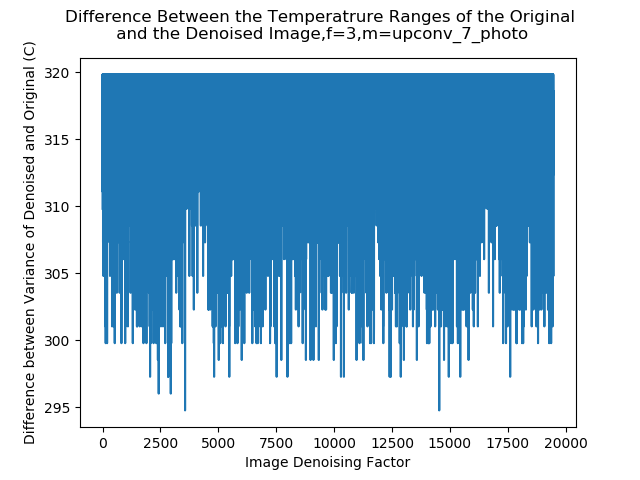 Difference Between the Temperatrure Ranges of the Original
and the Denoised Image,f=3,m=upconv_7_photo
Difference between Variance of Denoised and Original (C)
320
315
310
305
300
295
0 2500 5000 7500 10000 12500 15000 17500 20000
Image Denoising Factor